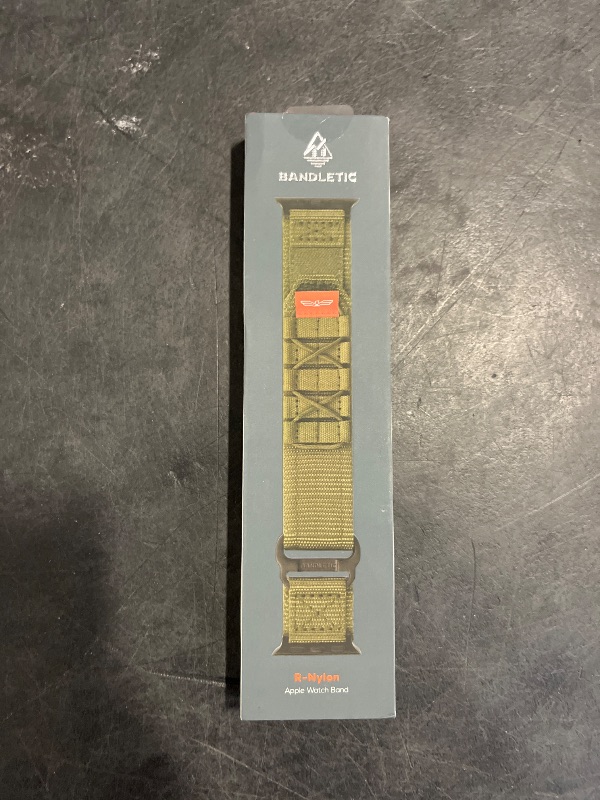 BANDLETIC
R-Nylon
Apple Watch Band